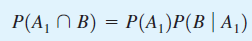 P(A₁ ∩ B) = P(A₁)P(B | A₁)